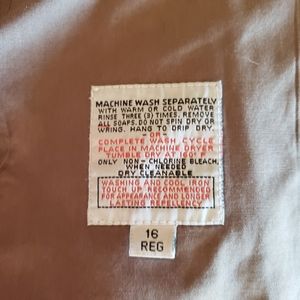 MACHINE WASH SEPARATELY
WITH WARM OR COLD WATER
RINSE THREE (3) TIMES. REMOVE
ALL SOAPS. DO NOT SPIN DRY OR
WRING. HANG TO DRIP DRY.
-OR-
COMPLETE WASH CYCLE
PLACE IN MACHINE DRYER
TUMBLE DRY AT 160° F
ONLY NON-CHLORINE BLEACH,
WHEN NEEDED
DRY CLEANABLE
WASHING AND COOL IRON
TOUCH UP RECOMMENDED
FOR APPEARANCE AND LONGER
LASTING REPELLENCY
16
REG